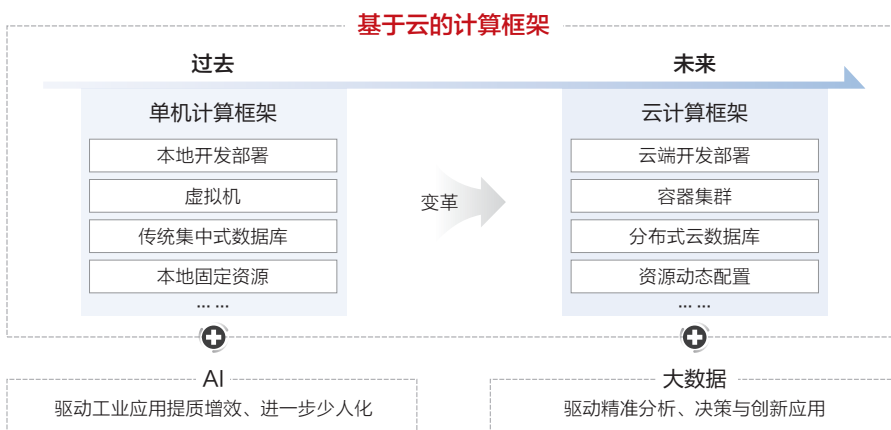 基于云的计算框架
过去
未来
单机计算框架
本地开发部署
虚拟机
传统集中式数据库
本地固定资源
... ...
变革
云计算框架
云端开发部署
容器集群
分布式云数据库
资源动态配置
... ...
AI
驱动工业应用提质增效、进一步少人化
大数据
驱动精准分析、决策与创新应用